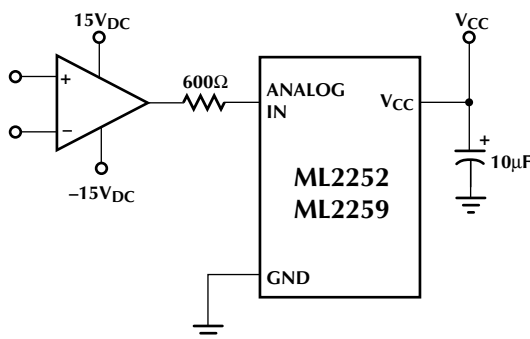 15VDC
+
−
−15VDC
600Ω
ANALOG
IN
VCC
ML2252
ML2259
GND
VCC
+
10µF